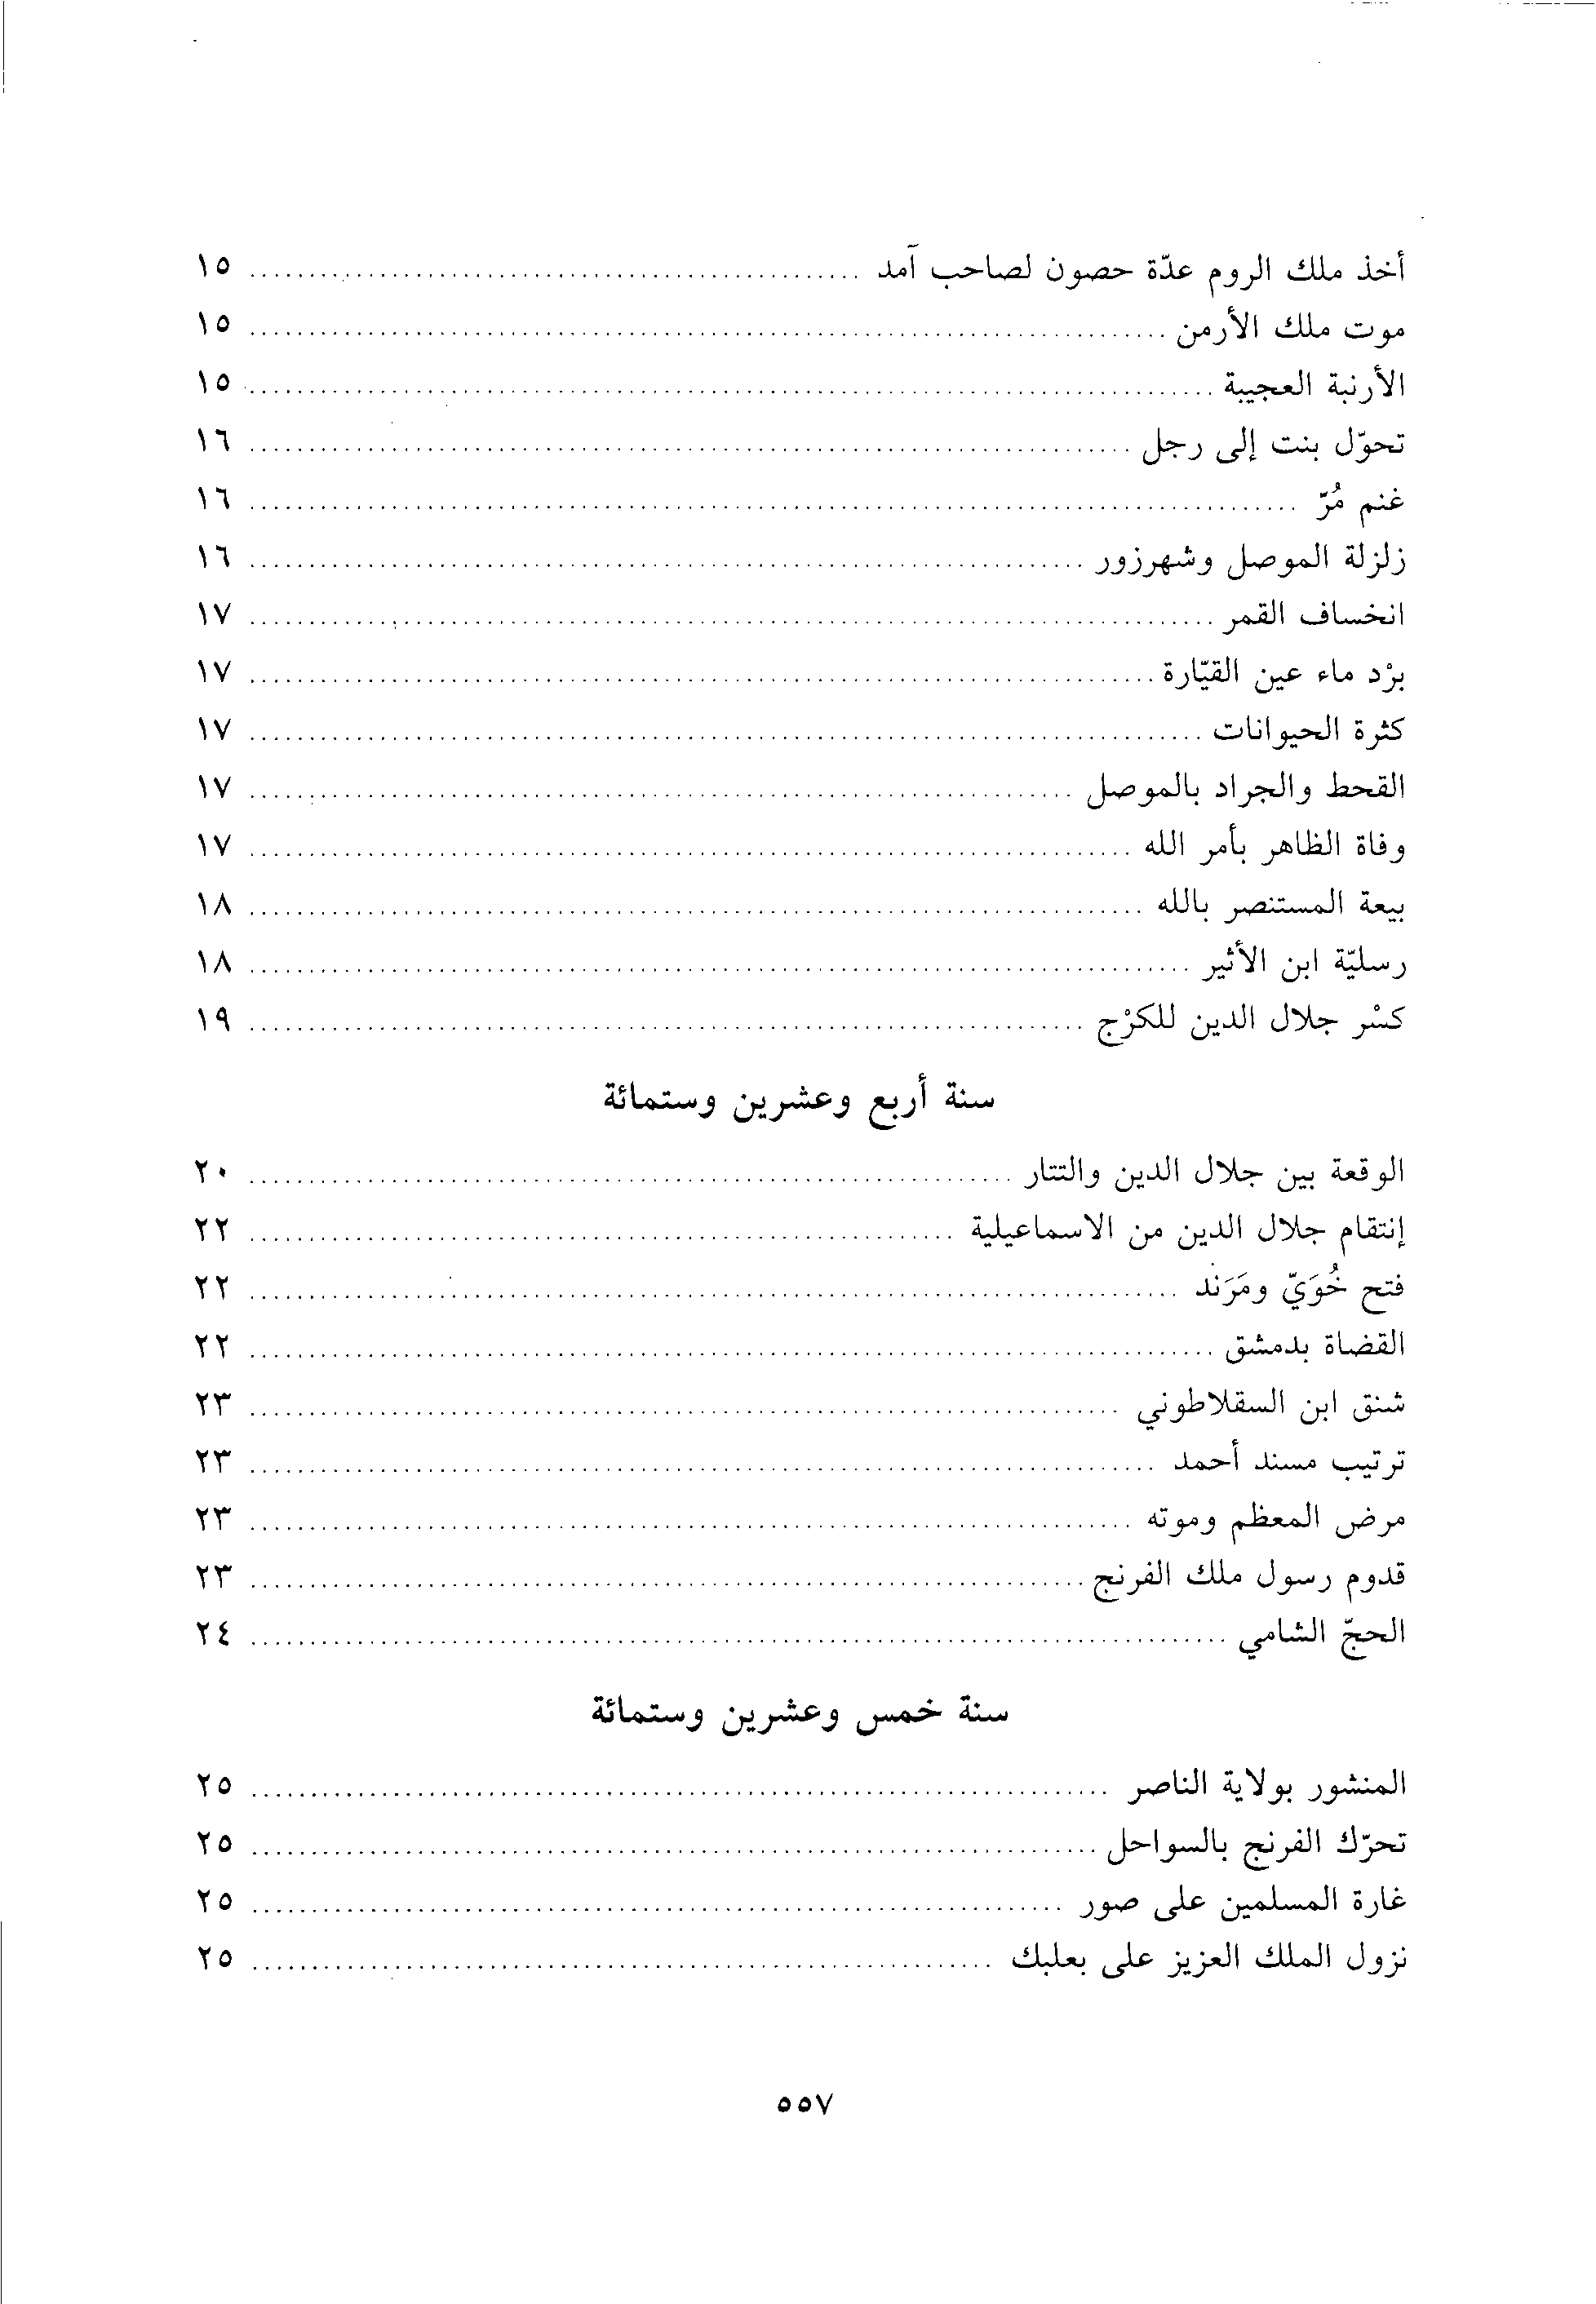 أخذ ملك الروم عدّة حصون لصاحب آمد ... ١٥
موت ملك الأرمن ... ١٥
الأرنبة العجيبة ... ١٥
تحوّل بنت إلى رجل ... ١٦
غنم مُرّ ... ١٦
زلزلة الموصل وشهرزور ... ١٦
انخساف القمر ... ١٧
برْد ماء عين القيّارة ... ١٧
كثرة الحيوانات ... ١٧
القحط والجراد بالموصل ... ١٧
وفاة الظاهر بأمر الله ... ١٧
بيعة المستنصر بالله ... ١٨
رسليّة ابن الأثير ... ١٨
كسْر جلال الدين للكرْج ... ١٩
سنة أربع وعشرين وستمائة
الوقعة بين جلال الدين والتتار ... ٢٠
إنتقام جلال الدين من الاسماعيلية ... ٢٢
فتح خُوَيّ ومَرَند ... ٢٢
القضاة بدمشق ... ٢٢
شنق ابن السقلاطوني ... ٢٣
ترتيب مسند أحمد ... ٢٣
مرض المعظم وموته ... ٢٣
قدوم رسول ملك الفرنج ... ٢٣
الحجّ الشامي ... ٢٤
سنة خمس وعشرين وستمائة
المنشور بولاية الناصر ... ٢٥
تحرّك الفرنج بالسواحل ... ٢٥
غارة المسلمين على صور ... ٢٥
نزول الملك العزيز على بعلبك ... ٢٥
٥٥٧